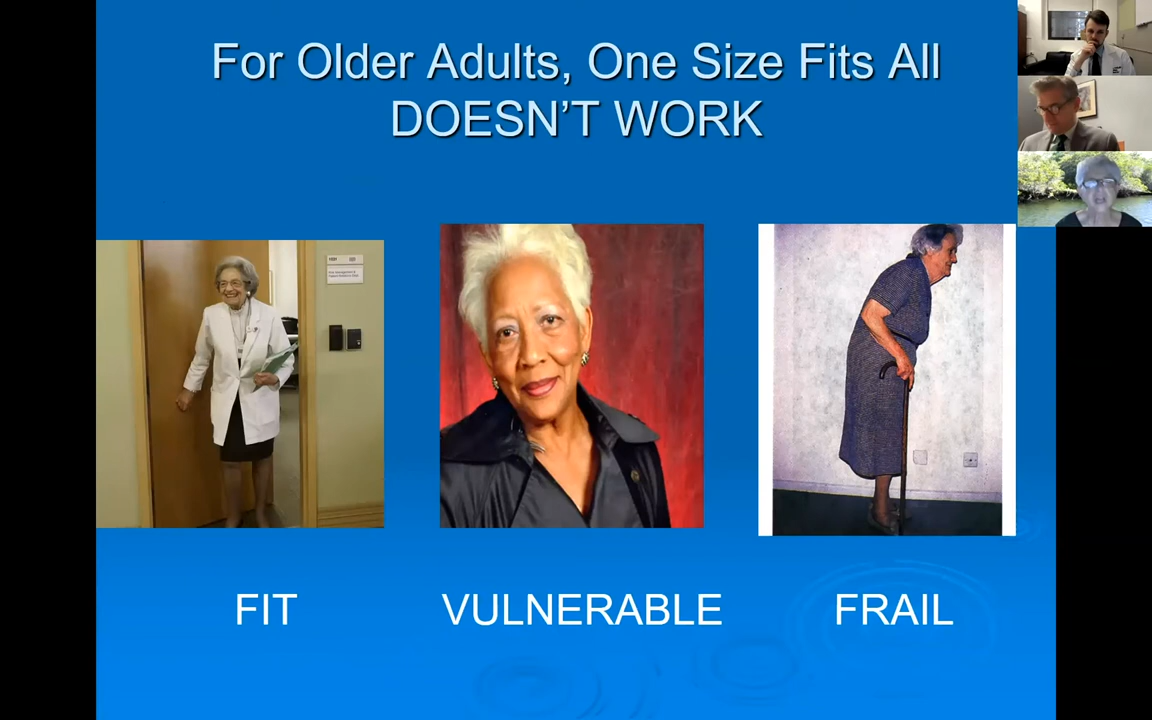 For Older Adults, One Size Fits All
DOESN'T WORK
FIT
VULNERABLE
FRAIL